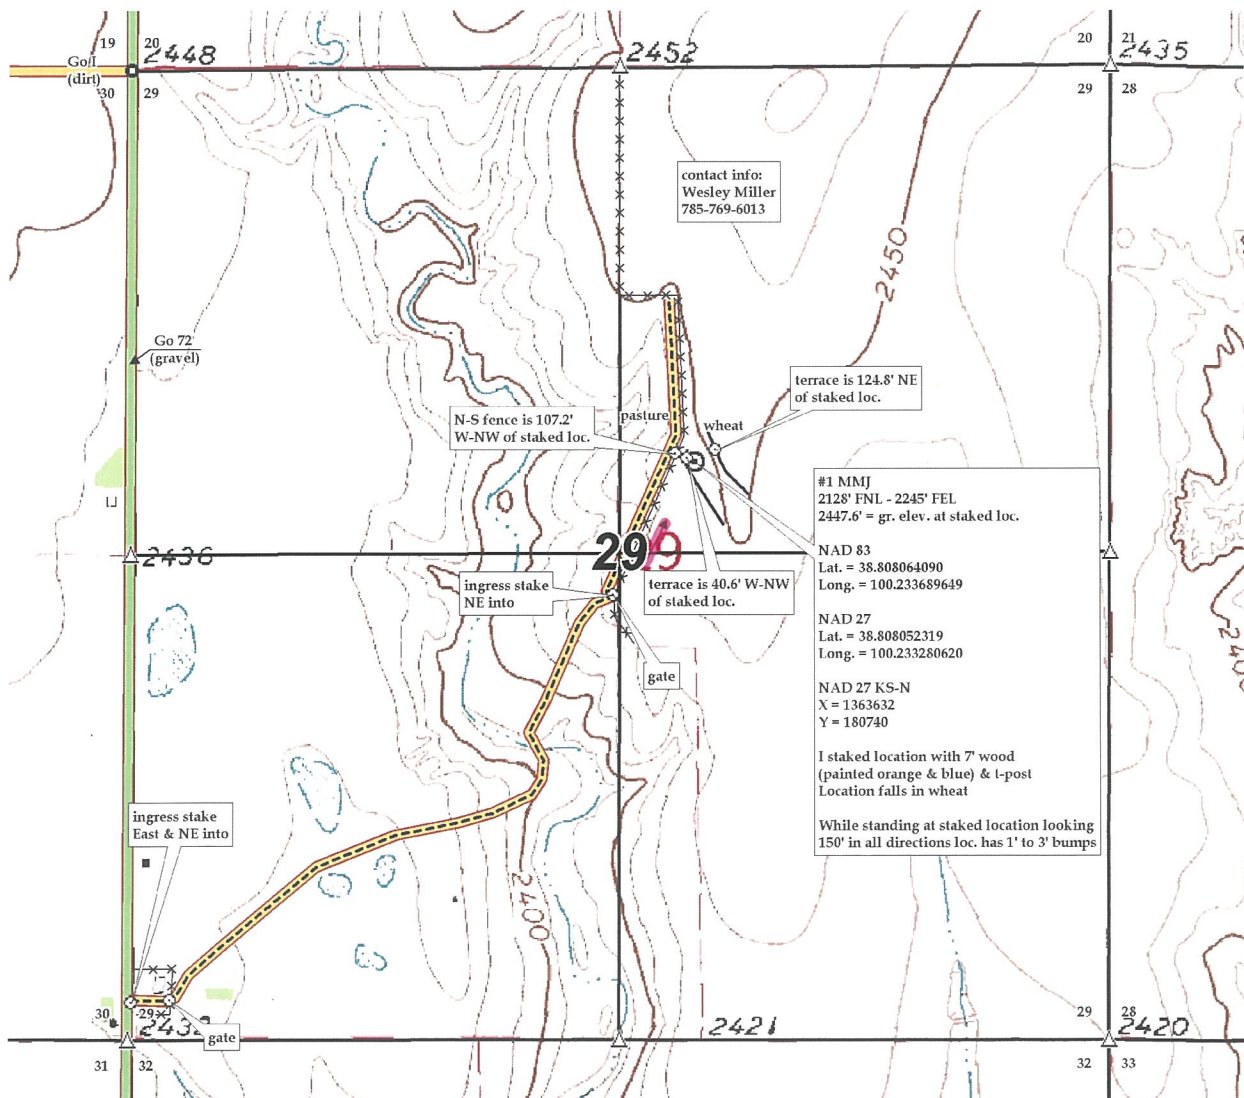 19
20
2448
2452
20
21
2435
Go I
(dirt)
30
29
29
28
contact info:
Wesley Miller
785-769-6013
2450
Go 72
(gravel)
terrace is 124.8' NE
of staked loc.
N-S fence is 107.2'
W-NW of staked loc.
pasture
wheat
#1 MMJ
2128' FNL - 2245' FEL
2447.6' = gr. elev. at staked loc.
NAD 83
Lat. = 38.808064090
Long. = 100.233689649
NAD 27
Lat. = 38.808052319
Long. = 100.233280620
NAD 27 KS-N
X = 1363632
Y = 180740
I staked location with 7' wood
(painted orange & blue) & t-post
Location falls in wheat
While standing at staked location looking
150' in all directions loc. has 1' to 3' bumps
2436
29
ingress stake
NE into
terrace is 40.6' W-NW
of staked loc.
gate
ingress stake
East & NE into
2400
30
29
gate
2421
29
28
2420
31
32
32
33